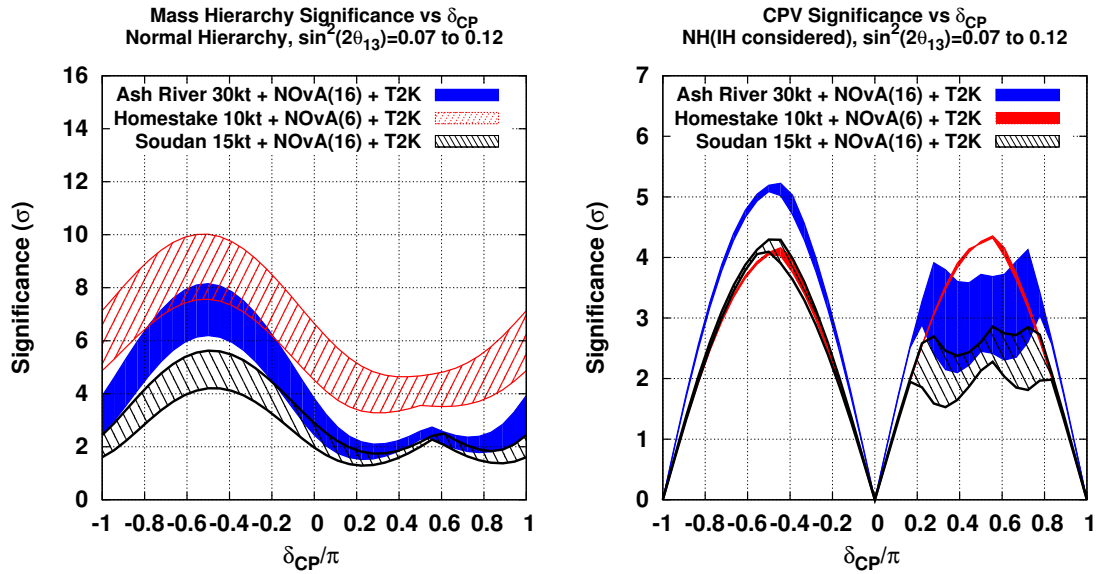 Mass Hierarchy Significance vs δCP
Normal Hierarchy, sin²(2θ13)=0.07 to 0.12
16
14
12
10
8
6
4
2
0
Significance (σ)
Ash River 30kt + NOvA(16) + T2K
Homestake 10kt + NOvA(6) + T2K
Soudan 15kt + NOvA(16) + T2K
-1 -0.8 -0.6 -0.4 -0.2 0 0.2 0.4 0.6 0.8 1
δCP/π
CPV Significance vs δCP
NH(IH considered), sin²(2θ13)=0.07 to 0.12
7
6
5
4
3
2
1
0
Significance (σ)
Ash River 30kt + NOvA(16) + T2K
Homestake 10kt + NOvA(6) + T2K
Soudan 15kt + NOvA(16) + T2K
-1 -0.8 -0.6 -0.4 -0.2 0 0.2 0.4 0.6 0.8 1
δCP/π